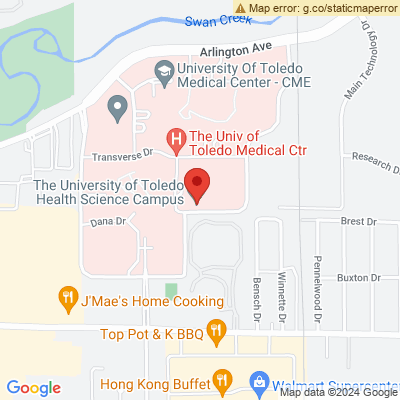 Map error: g.co/staticmaperror
Swan Creek
Arlington Ave
University Of Toledo
Medical Center - CME
Main Technology Dr
The Univ of
Toledo Medical Ctr
Transverse Dr
Research Dr
The University of Toledo
Health Science Campus
Dana Dr
Brest Dr
Buxton Dr
Bensch Dr
Winnette Dr.
Pennelwood Dr.
J'Mae's Home Cooking
Top Pot & K BBQ
Hong Kong Buffet
Walmart Supercenter
Google
Map data ©2024 Google